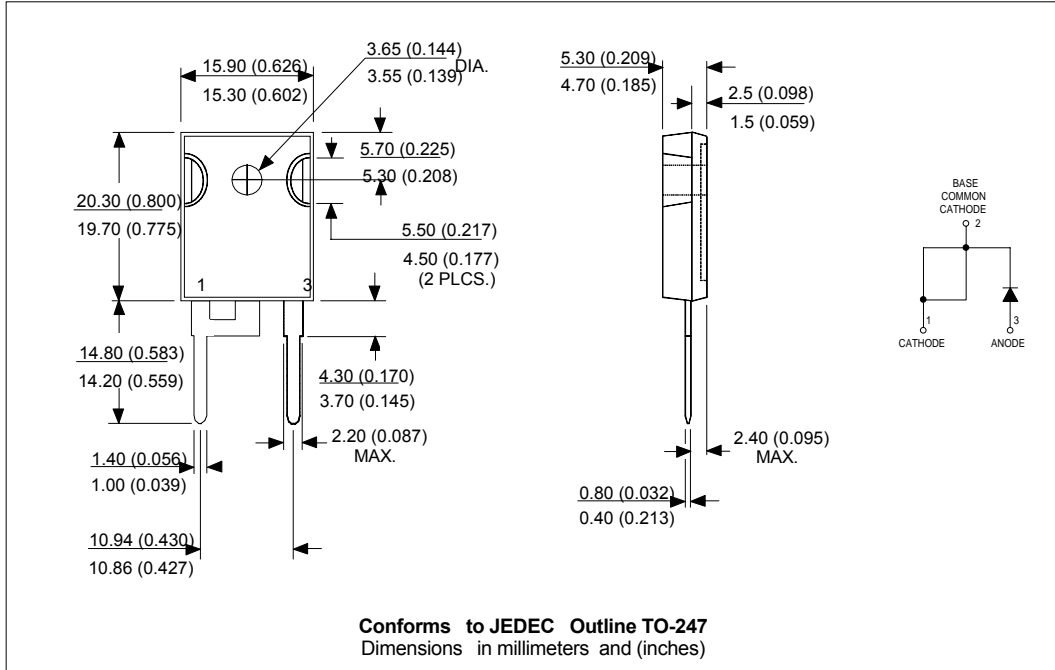 3.65 (0.144)
3.55 (0.139)
DIA.
15.90 (0.626)
15.30 (0.602)
5.70 (0.225)
5.30 (0.208)
20.30 (0.800)
19.70 (0.775)
5.50 (0.217)
4.50 (0.177)
(2 PLCS.)
1
3
14.80 (0.583)
14.20 (0.559)
4.30 (0.170)
3.70 (0.145)
2.20 (0.087)
MAX.
1.40 (0.056)
1.00 (0.039)
10.94 (0.430)
10.86 (0.427)
5.30 (0.209)
4.70 (0.185)
2.5 (0.098)
1.5 (0.059)
2.40 (0.095)
MAX.
0.80 (0.032)
0.40 (0.213)
BASE
COMMON
CATHODE
2
1
3
CATHODE
ANODE
Conforms to JEDEC Outline TO-247
Dimensions in millimeters and (inches)